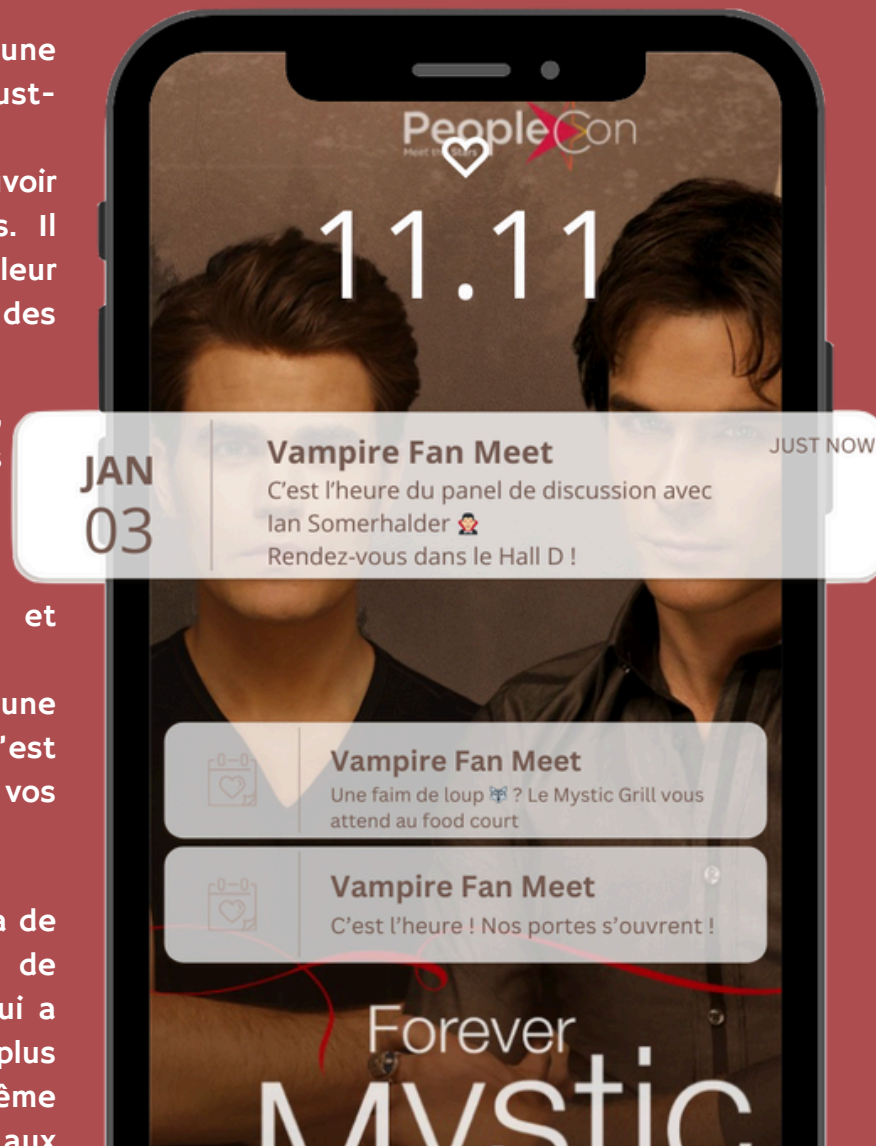 une
ust-
voir
s. Il
leur
des
et
une
'est
vos
a de
de
ui a
plus
ême
aux
PeopleCon
Meet the Stars
11.11
JAN
03
Vampire Fan Meet
JUST NOW
C'est l'heure du panel de discussion avec
Ian Somerhalder 🧛
Rendez-vous dans le Hall D !
Vampire Fan Meet
Une faim de loup 🐺 ? Le Mystic Grill vous
attend au food court
Vampire Fan Meet
C'est l'heure ! Nos portes s'ouvrent !
Forever
Mystic